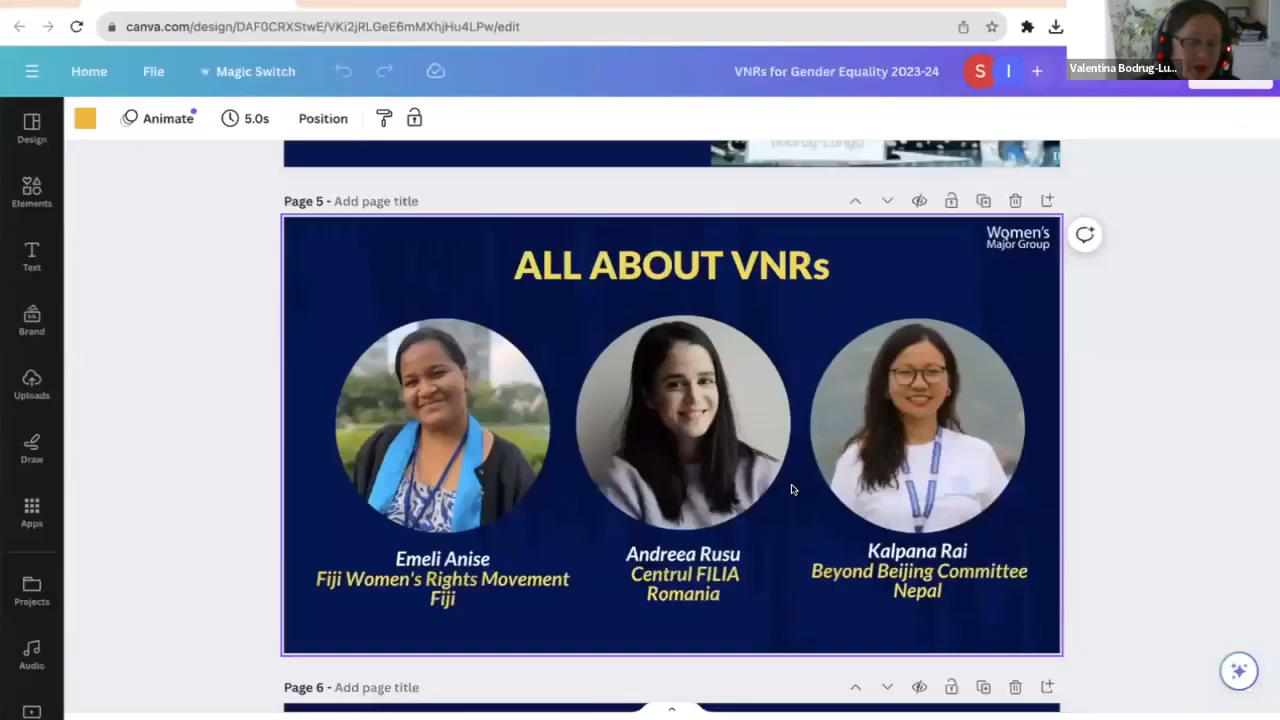 canva.com/design/DAF0CRXStwE/VKi2jRLGeE6mMXhjHu4LPw/edit
Valentina Bodrug-Lu...
Home
File
Magic Switch
VNRs for Gender Equality 2023-24
S
I
+
Animate
5.0s
Position
Design
Elements
Text
Brand
Uploads
Draw
Apps
Projects
Audio
Page 5 - Add page title
Women's
Major Group
ALL ABOUT VNRs
Emeli Anise
Fiji Women's Rights Movement
Fiji
Andreea Rusu
Centrul FILIA
Romania
Kalpana Rai
Beyond Beijing Committee
Nepal
Page 6 - Add page title